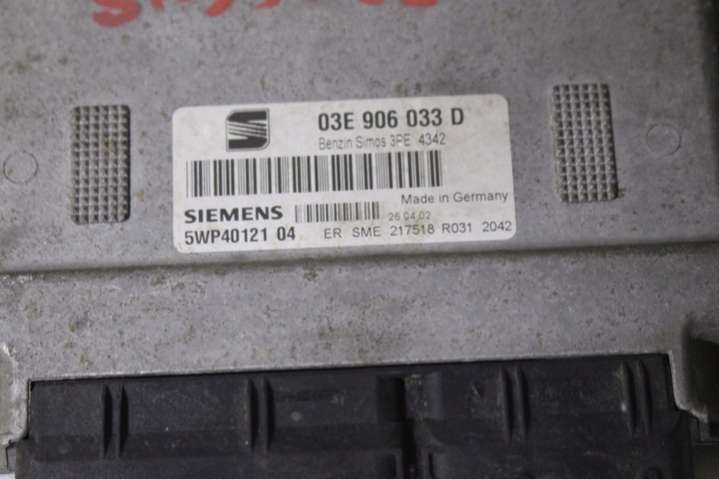 03E 906 033 D
Benzin Simos 3PE 4342
Made in Germany
SIEMENS 26.04.02
5WP40121 04 ER SME 217518 R031 2042